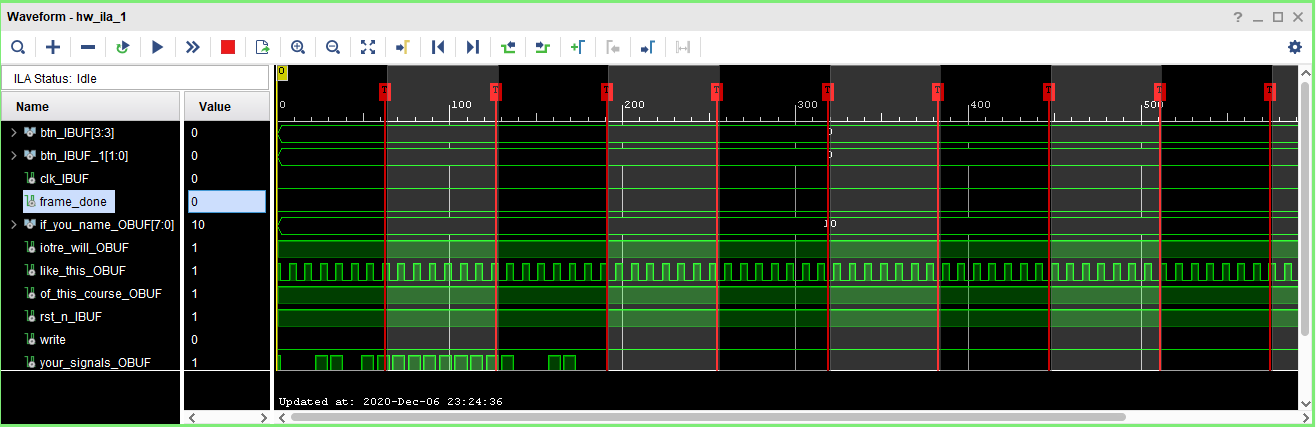 Waveform - hw_ila_1
?
ILA Status: Idle
Name Value
btn_IBUF[3:3] 0
btn_IBUF_1[1:0] 0
clk_IBUF 0
frame_done 0
if_you_name_OBUF[7:0] 10
iotre_will_OBUF 1
like_this_OBUF 1
of_this_course_OBUF 1
rst_n_IBUF 1
write 0
your_signals_OBUF 1
0
T T T T T T T T T
0 100 200 300 400 500
0
0
10
Updated at: 2020-Dec-06 23:24:36